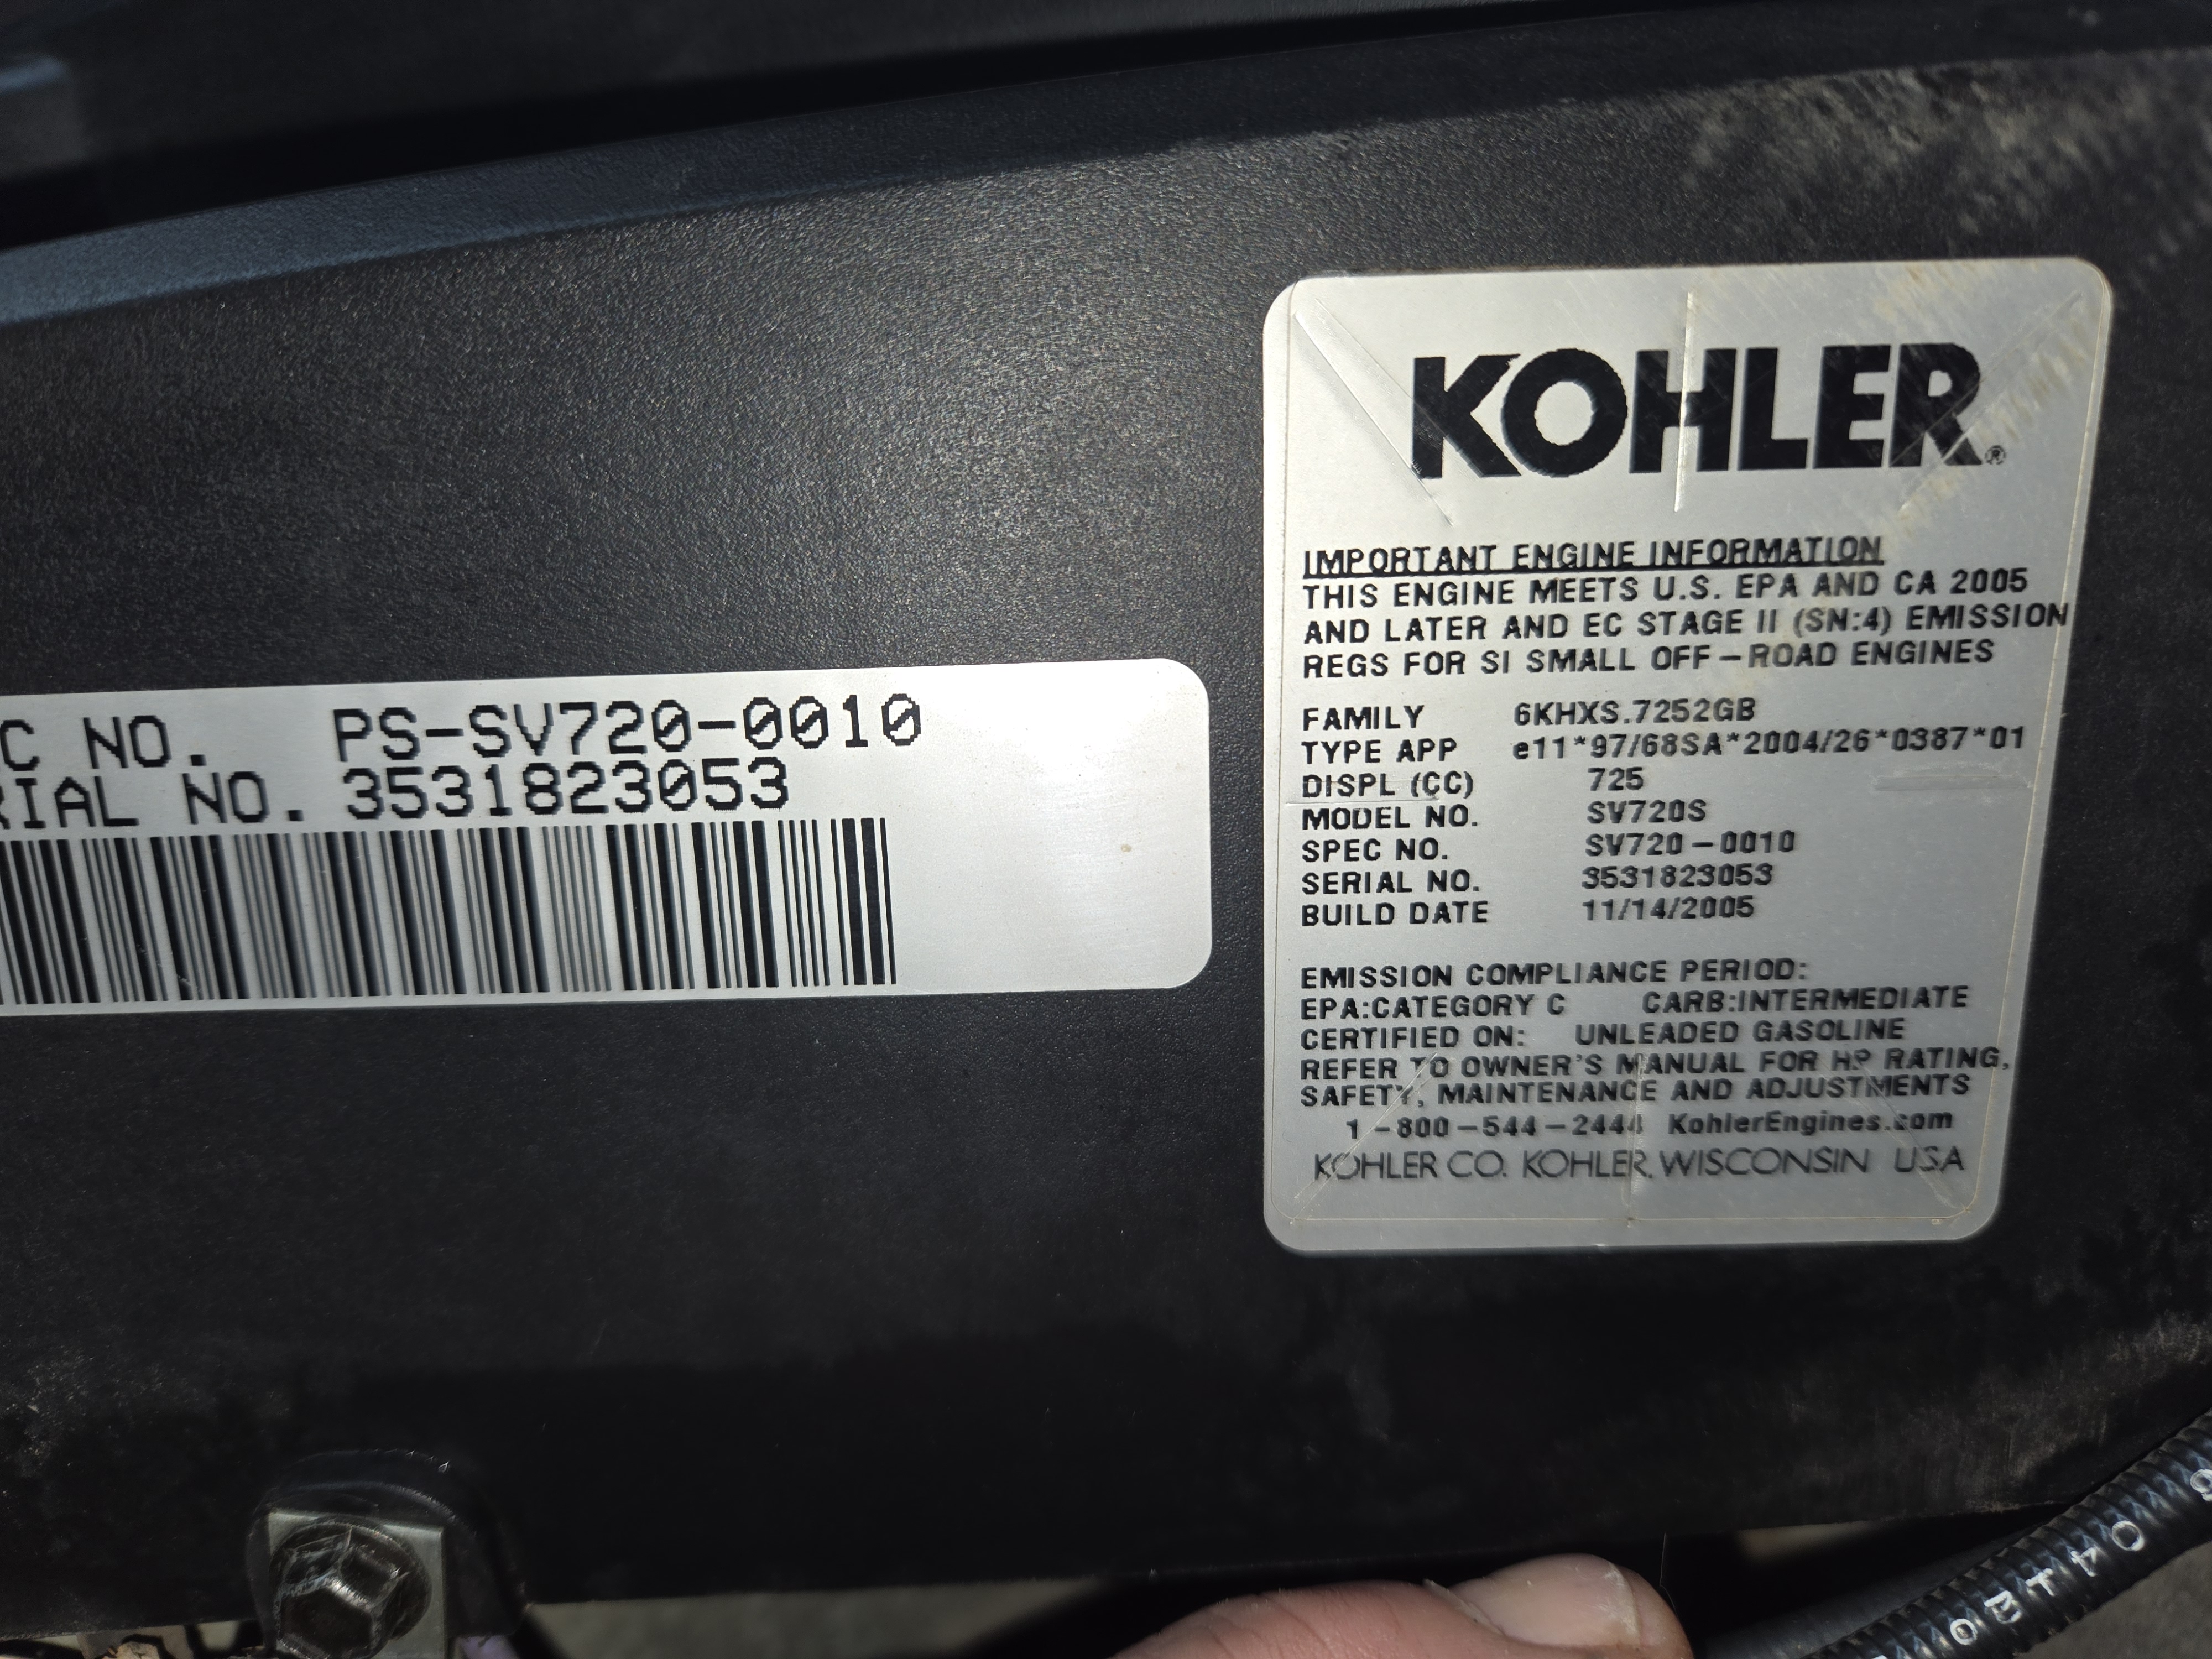 C NO. PS-SV720-0010
RIAL NO. 3531823053
KOHLER®
IMPORTANT ENGINE INFORMATION
THIS ENGINE MEETS U.S. EPA AND CA 2005
AND LATER AND EC STAGE II (SN:4) EMISSION
REGS FOR SI SMALL OFF-ROAD ENGINES
FAMILY 6KHXS.7252GB
TYPE APP e11*97/68SA*2004/26*0387*01
DISPL (CC) 725
MODEL NO. SV720S
SPEC NO. SV720-0010
SERIAL NO. 3531823053
BUILD DATE 11/14/2005
EMISSION COMPLIANCE PERIOD:
EPA:CATEGORY C CARB:INTERMEDIATE
CERTIFIED ON: UNLEADED GASOLINE
REFER TO OWNER'S MANUAL FOR HP RATING,
SAFETY, MAINTENANCE AND ADJUSTMENTS
1-800-544-2444 KohlerEngines.com
KOHLER CO. KOHLER, WISCONSIN USA